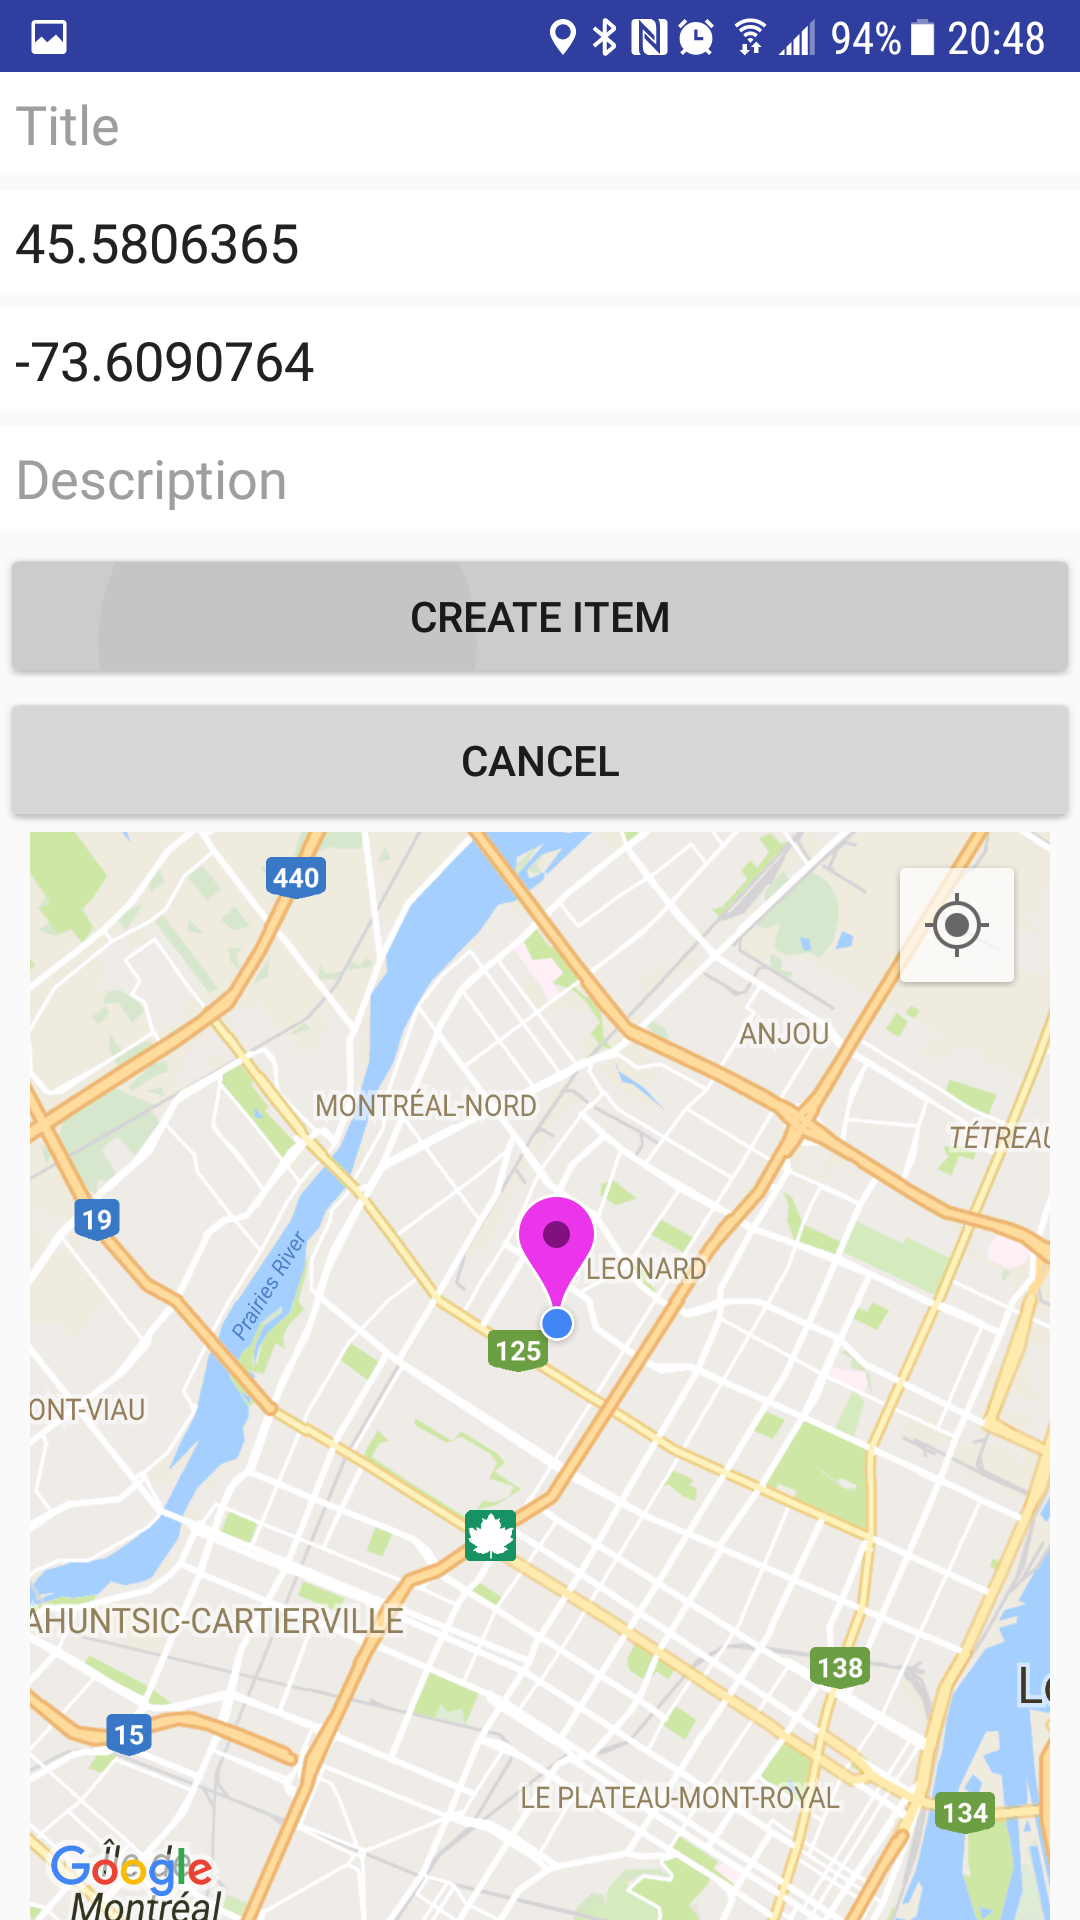 94% 20:48
Title
45.5806365
-73.6090764
Description
CREATE ITEM
CANCEL
440
ANJOU
MONTRÉAL-NORD
TÉTREAU
19
Prairies River
LEONARD
125
ONT-VIAU
AHUNTSIC-CARTIERVILLE
138
Lo
15
LE PLATEAU-MONT-ROYAL
134
Île de
Google
Montréal